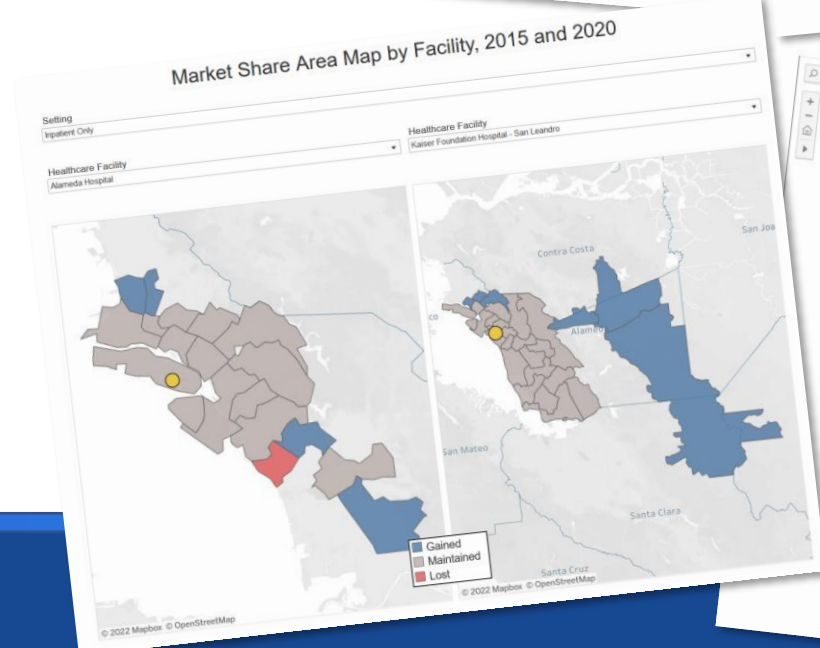 Market Share Area Map by Facility, 2015 and 2020
Setting
Inpatient Only
Healthcare Facility
Alameda Hospital
Healthcare Facility
Kaiser Foundation Hospital - San Leandro
Contra Costa
San Joa
co
Alamed
San Mateo
Santa Clara
Santa Cruz
Gained
Maintained
Lost
© 2022 Mapbox © OpenStreetMap
© 2022 Mapbox © OpenStreetMap